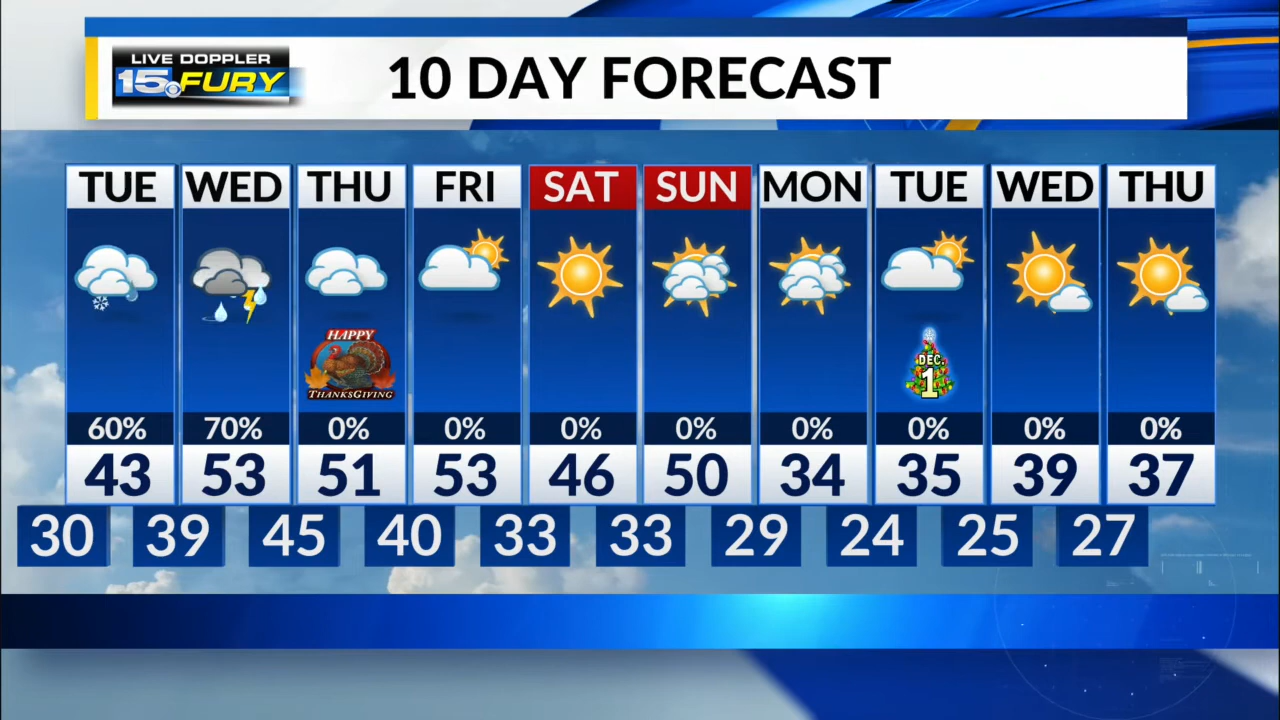 LIVE DOPPLER
15 FURY
10 DAY FORECAST
TUE WED THU FRI SAT SUN MON TUE WED THU
HAPPY
THANKSGIVING
DEC.
1
60% 70% 0% 0% 0% 0% 0% 0% 0% 0%
43 53 51 53 46 50 34 35 39 37
30 39 45 40 33 33 29 24 25 27